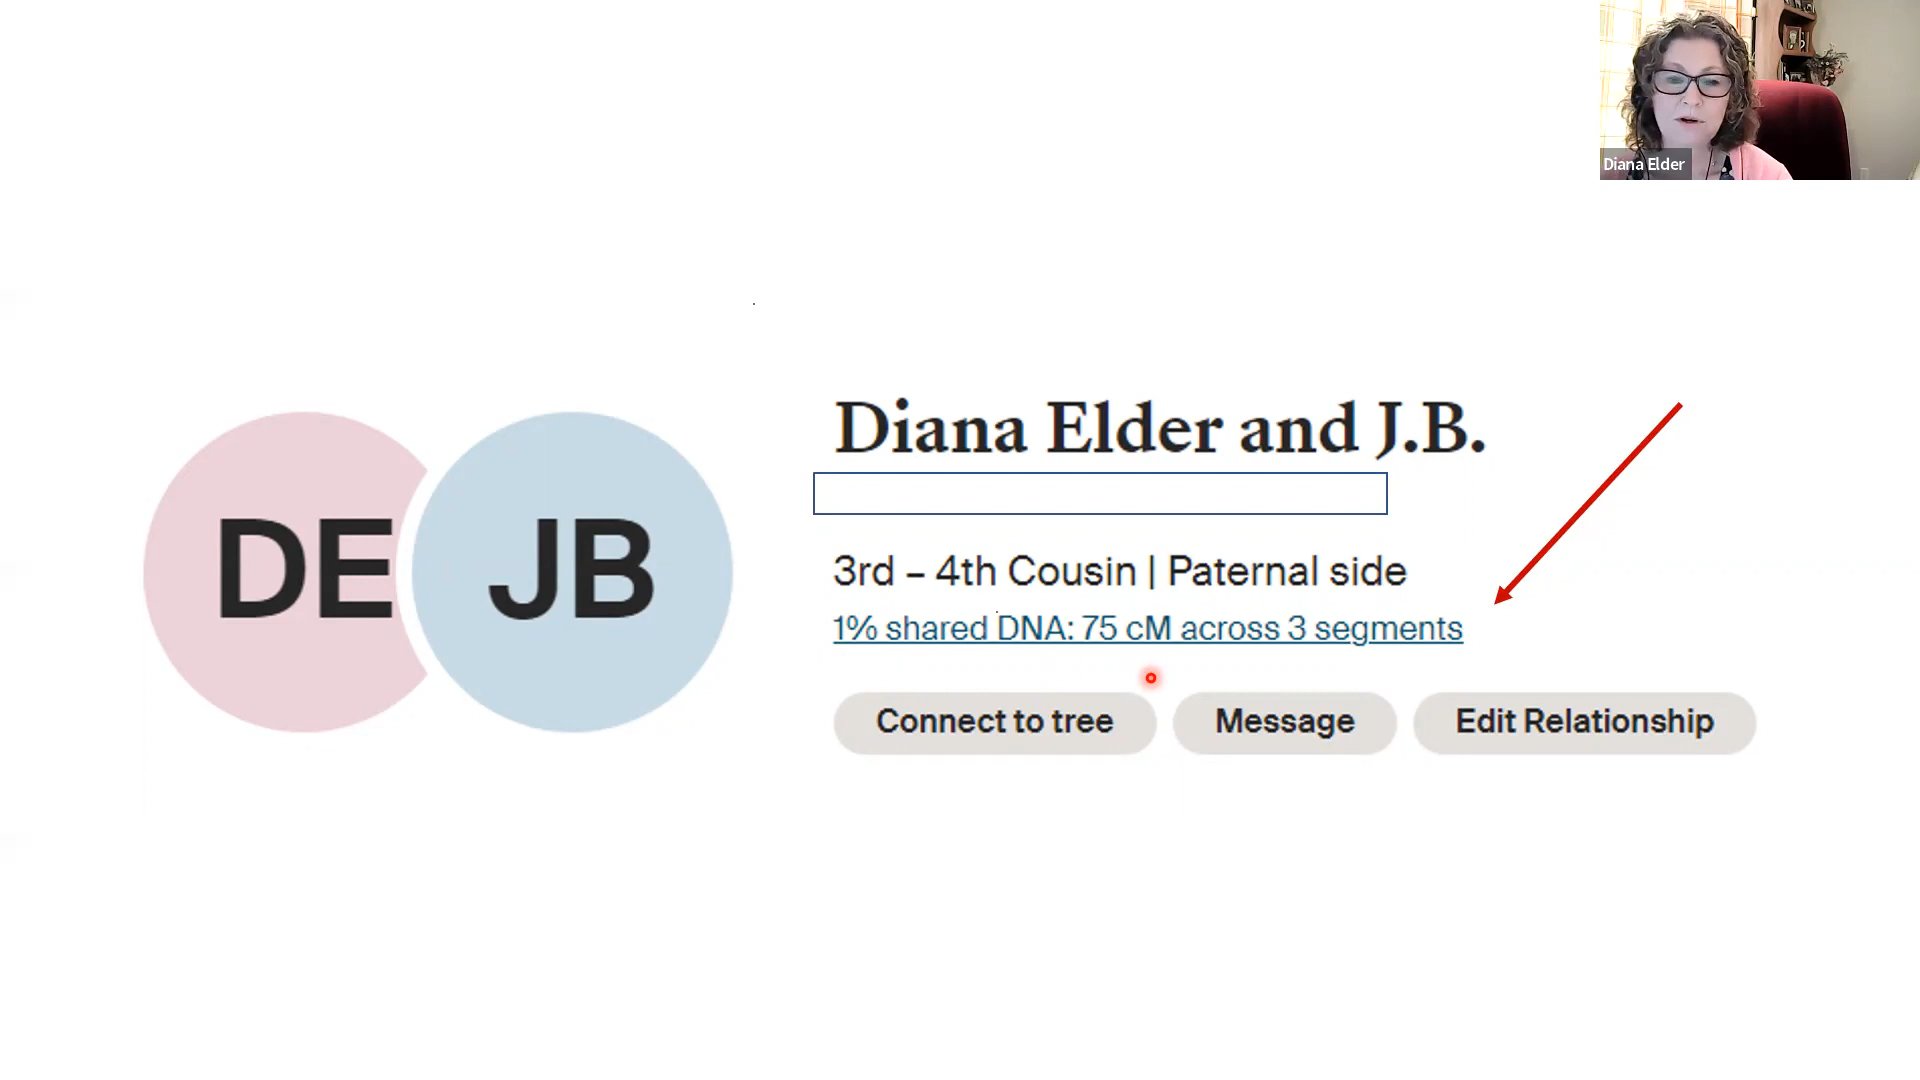 Diana Elder
DE
JB
Diana Elder and J.B.
3rd – 4th Cousin | Paternal side
1% shared DNA: 75 cM across 3 segments
Connect to tree
Message
Edit Relationship